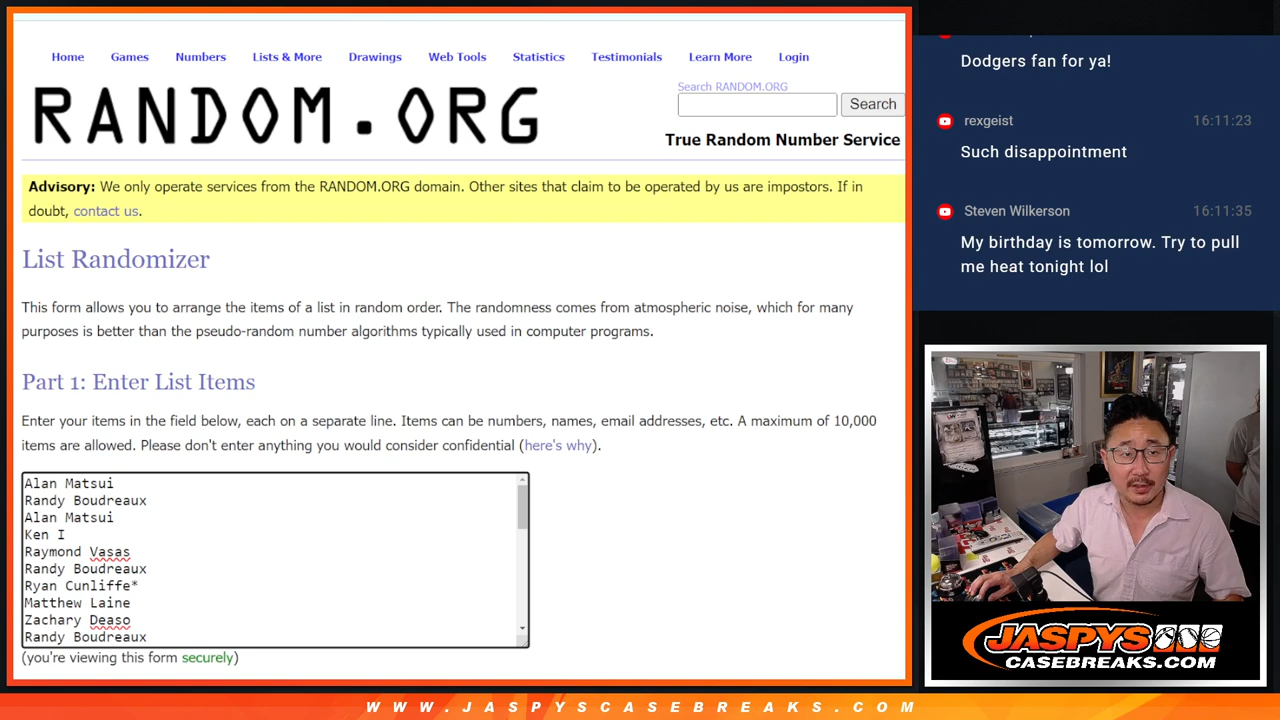 Home Games Numbers Lists & More Drawings Web Tools Statistics Testimonials Learn More Login
RANDOM.ORG
Search RANDOM.ORG
Search
True Random Number Service
Advisory: We only operate services from the RANDOM.ORG domain. Other sites that claim to be operated by us are impostors. If in
doubt, contact us.
List Randomizer
This form allows you to arrange the items of a list in random order. The randomness comes from atmospheric noise, which for many
purposes is better than the pseudo-random number algorithms typically used in computer programs.
Part 1: Enter List Items
Enter your items in the field below, each on a separate line. Items can be numbers, names, email addresses, etc. A maximum of 10,000
items are allowed. Please don't enter anything you would consider confidential (here's why).
Alan Matsui
Randy Boudreaux
Alan Matsui
Ken I
Raymond Vasas
Randy Boudreaux
Ryan Cunliffe*
Matthew Laine
Zachary Deaso
Randy Boudreaux
(you're viewing this form securely)
Dodgers fan for ya!
rexgeist 16:11:23
Such disappointment
Steven Wilkerson 16:11:35
My birthday is tomorrow. Try to pull
me heat tonight lol
JASPYS
CASEBREAKS.COM
WWW.JASPYSCASEBREAKS.COM